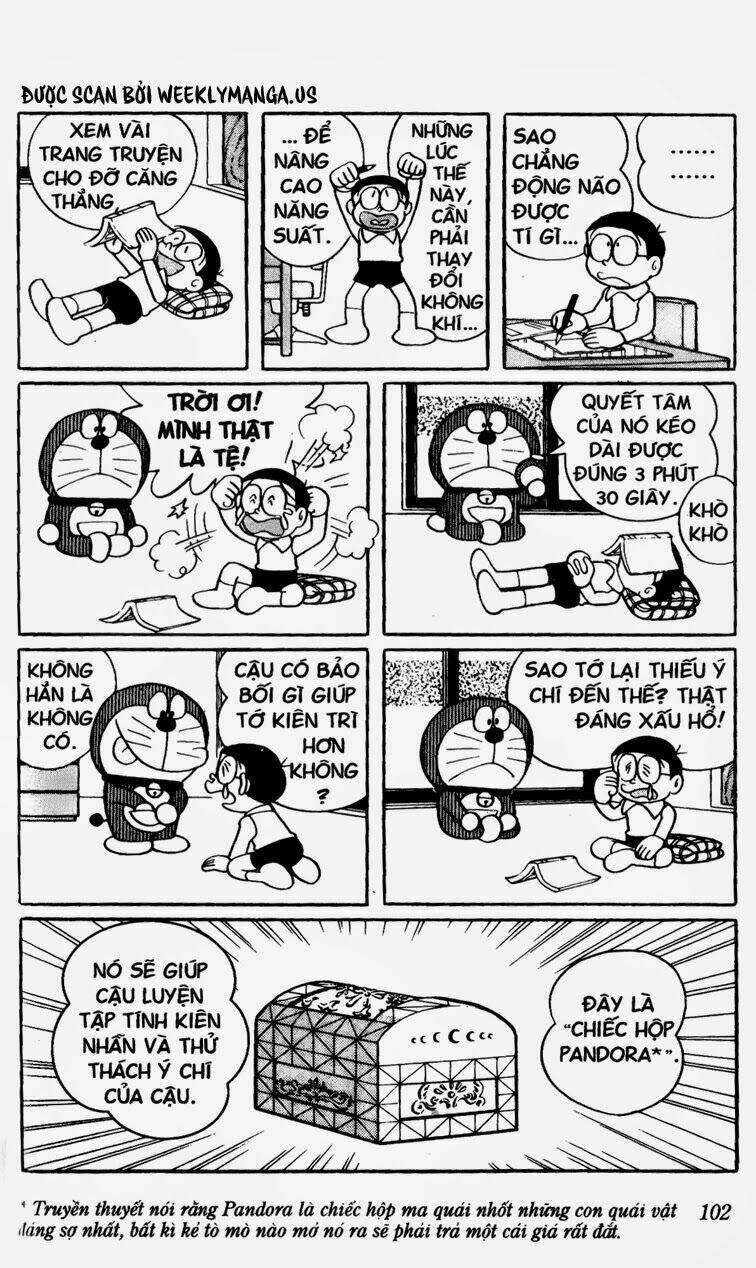 ĐƯỢC SCAN BỞI WEEKLYMANGA.US
......
......
SAO
CHẲNG
ĐỘNG NÃO
ĐƯỢC
TÍ GÌ...
NHỮNG
LÚC
THẾ
NÀY,
CẦN
PHẢI
THAY
ĐỔI
KHÔNG
KHÍ...
... ĐỂ
NÂNG
CAO
NĂNG
SUẤT.
XEM VÀI
TRANG TRUYỆN
CHO ĐỠ CĂNG
THẲNG.
QUYẾT TÂM
CỦA NÓ KÉO
DÀI ĐƯỢC
ĐÚNG 3 PHÚT
30 GIÂY.
KHÒ
KHÒ
TRỜI ƠI!
MÌNH THẬT
LÀ TỆ!
SAO TỚ LẠI THIẾU Ý
CHÍ ĐẾN THẾ? THẬT
ĐÁNG XẤU HỔ!
CẬU CÓ BẢO
BỐI GÌ GIÚP
TỚ KIÊN TRÌ
HƠN
KHÔNG
?
KHÔNG
HẲN LÀ
KHÔNG
CÓ.
ĐÂY LÀ
“CHIẾC HỘP
PANDORA*”.
NÓ SẼ GIÚP
CẬU LUYỆN
TẬP TÍNH KIÊN
NHẪN VÀ THỬ
THÁCH Ý CHÍ
CỦA CẬU.
* Truyền thuyết nói rằng Pandora là chiếc hộp ma quái nhốt những con quái vật
đáng sợ nhất, bất kì kẻ tò mò nào mở nó ra sẽ phải trả một cái giá rất đắt.
102